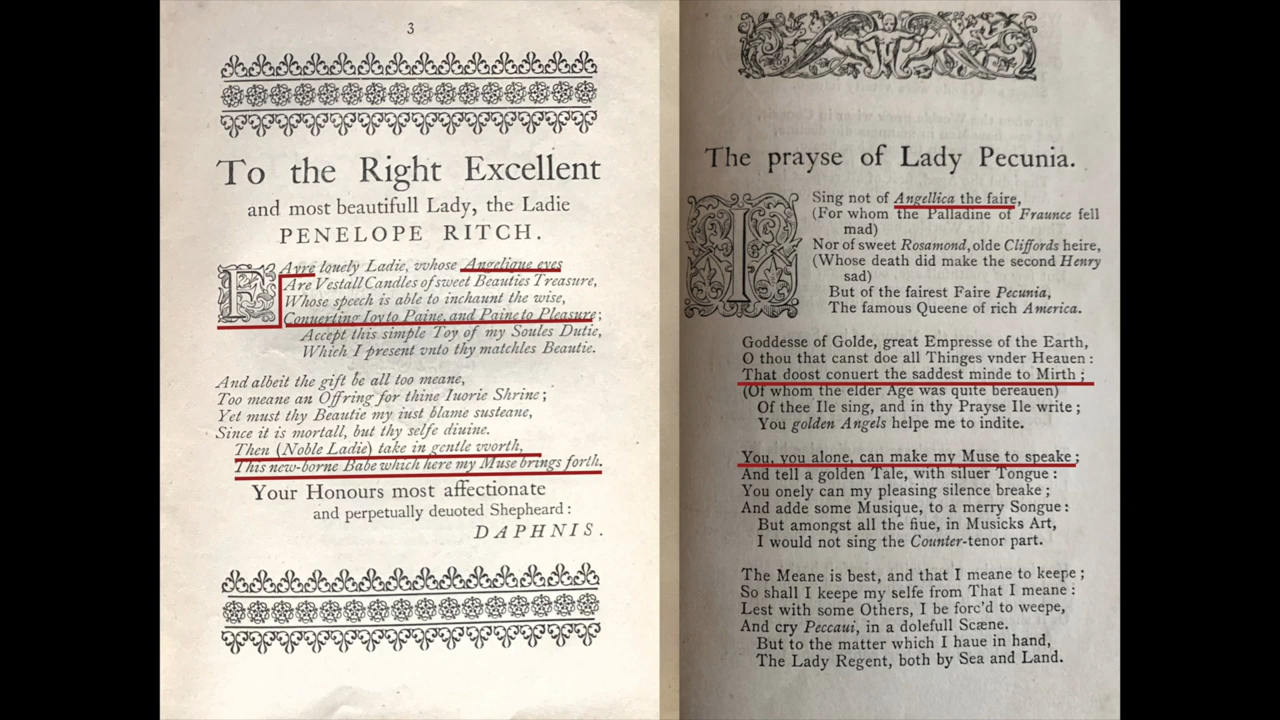 3
To the Right Excellent
and most beautifull Lady, the Ladie
PENELOPE RITCH.
FAyre louely Ladie, vvhose Angelique eyes
Are Vestall Candles of sweet Beauties Treasure,
Whose speech is able to inchaunt the wise,
Conuerting Ioy to Paine, and Paine to Pleasure;
Accept this simple Toy of my Soules Dutie,
Which I present vnto thy matchles Beautie.
And albeit the gift be all too meane,
Too meane an Offring for thine Iuorie Shrine;
Yet must thy Beautie my iust blame susteane,
Since it is mortall, but thy selfe diuine.
Then (Noble Ladie) take in gentle vvorth,
This new-borne Babe which here my Muse brings forth.
Your Honours most affectionate
and perpetually deuoted Shepheard:
DAPHNIS.
The prayse of Lady Pecunia.
I Sing not of Angellica the faire,
(For whom the Palladine of Fraunce fell
mad)
Nor of sweet Rosamond, olde Cliffords heire,
(Whose death did make the second Henry
sad)
But of the fairest Faire Pecunia,
The famous Queene of rich America.
Goddesse of Golde, great Empresse of the Earth,
O thou that canst doe all Thinges vnder Heauen:
That doost conuert the saddest minde to Mirth;
(Of whom the elder Age was quite bereauen)
Of thee Ile sing, and in thy Prayse Ile write;
You golden Angels helpe me to indite.
You, you alone, can make my Muse to speake;
And tell a golden Tale, with siluer Tongue:
You onely can my pleasing silence breake;
And adde some Musique, to a merry Songue:
But amongst all the fiue, in Musicks Art,
I would not sing the Counter-tenor part.
The Meane is best, and that I meane to keepe;
So shall I keepe my selfe from That I meane:
Lest with some Others, I be forc'd to weepe,
And cry Peccaui, in a dolefull Scæne.
But to the matter which I haue in hand,
The Lady Regent, both by Sea and Land.